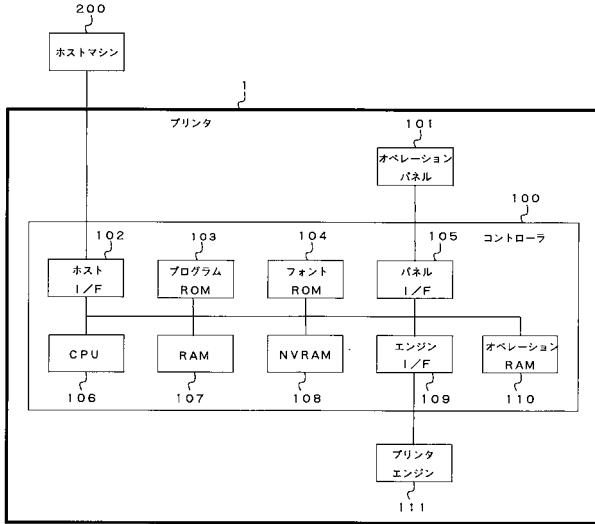 200
ホストマシン
1
プリンタ
101
オペレーション
パネル
100
コントローラ
102
103
104
105
ホスト
I/F
プログラム
ROM
フォント
ROM
パネル
I/F
CPU
RAM
NVRAM
エンジン
I/F
オペレーション
RAM
106
107
108
109
110
プリンタ
エンジン
111